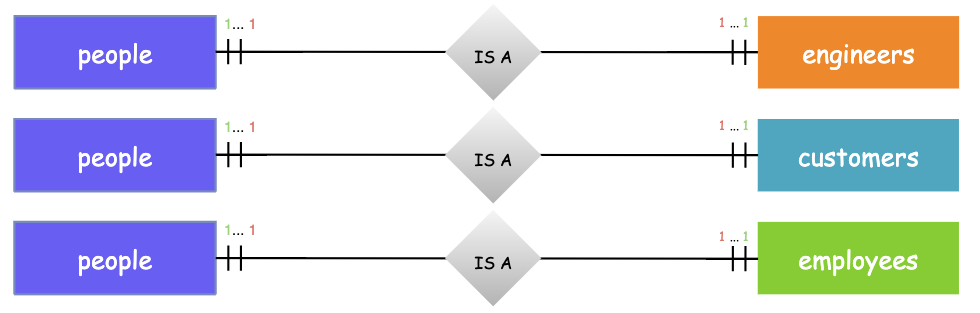 1... 1 1 ... 1
people IS A engineers
1... 1 1 ... 1
people IS A customers
1... 1 1 ... 1
people IS A employees